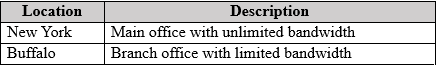 Location Description
New York Main office with unlimited bandwidth
Buffalo Branch office with limited bandwidth